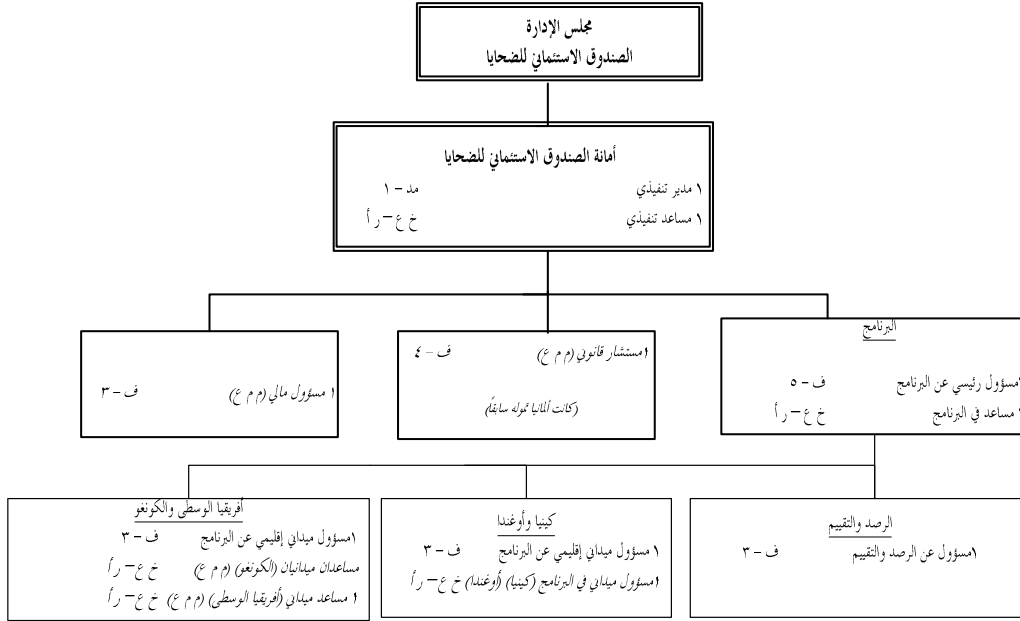 مجلس الإدارة
الصندوق الاستئماني للضحايا
أمانة الصندوق الاستئماني للضحايا
١ مدير تنفيذي مد – ١
١ مساعد تنفيذي خ ع – ر أ
البرنامج
١مسؤول رئيسي عن البرنامج ف – ٥
١ مساعد في البرنامج خ ع – ر أ
١مستشار قانوني (م م ع) ف – ٤
(كانت ألمانيا تموله سابقاً)
١ مسؤول مالي (م م ع) ف – ٣
الرصد والتقييم
١مسؤول عن الرصد والتقييم ف – ٣
كينيا وأوغندا
١ مسؤول ميداني إقليمي عن البرنامج ف – ٣
١مسؤول ميداني في البرنامج (كينيا) (أوغندا) خ ع – ر أ
أفريقيا الوسطى والكونغو
١مسؤول ميداني إقليمي عن البرنامج ف – ٣
مساعدان ميدانيان (الكونغو) (م م ع) خ ع – ر أ
١ مساعد ميداني (أفريقيا الوسطى) (م م ع) خ ع – ر أ